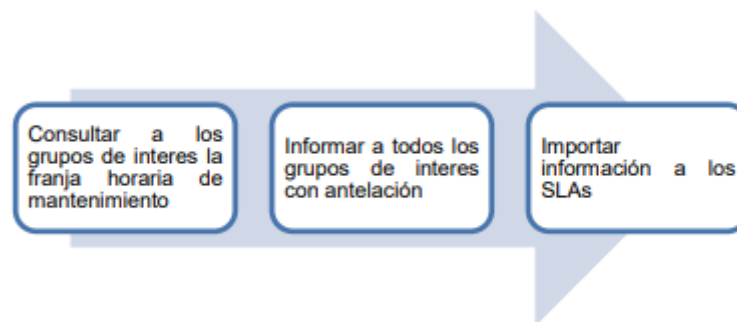 Consultar a los
grupos de interes la
franja horaria de
mantenimiento
Informar a todos los
grupos de interes
con antelación
Importar
información a los
SLAs